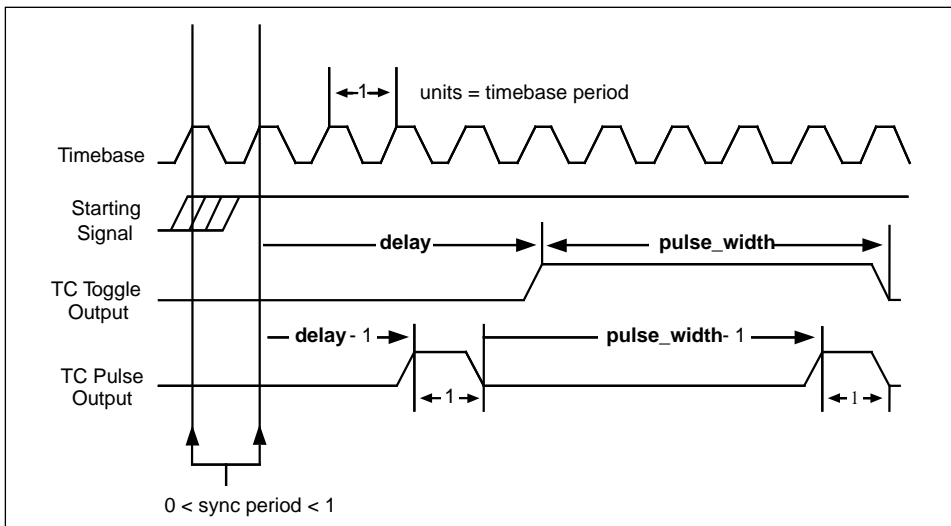 1 units = timebase period
Timebase
Starting
Signal
delay pulse_width
TC Toggle
Output
delay - 1 pulse_width- 1
TC Pulse
Output
1 1
0 < sync period < 1